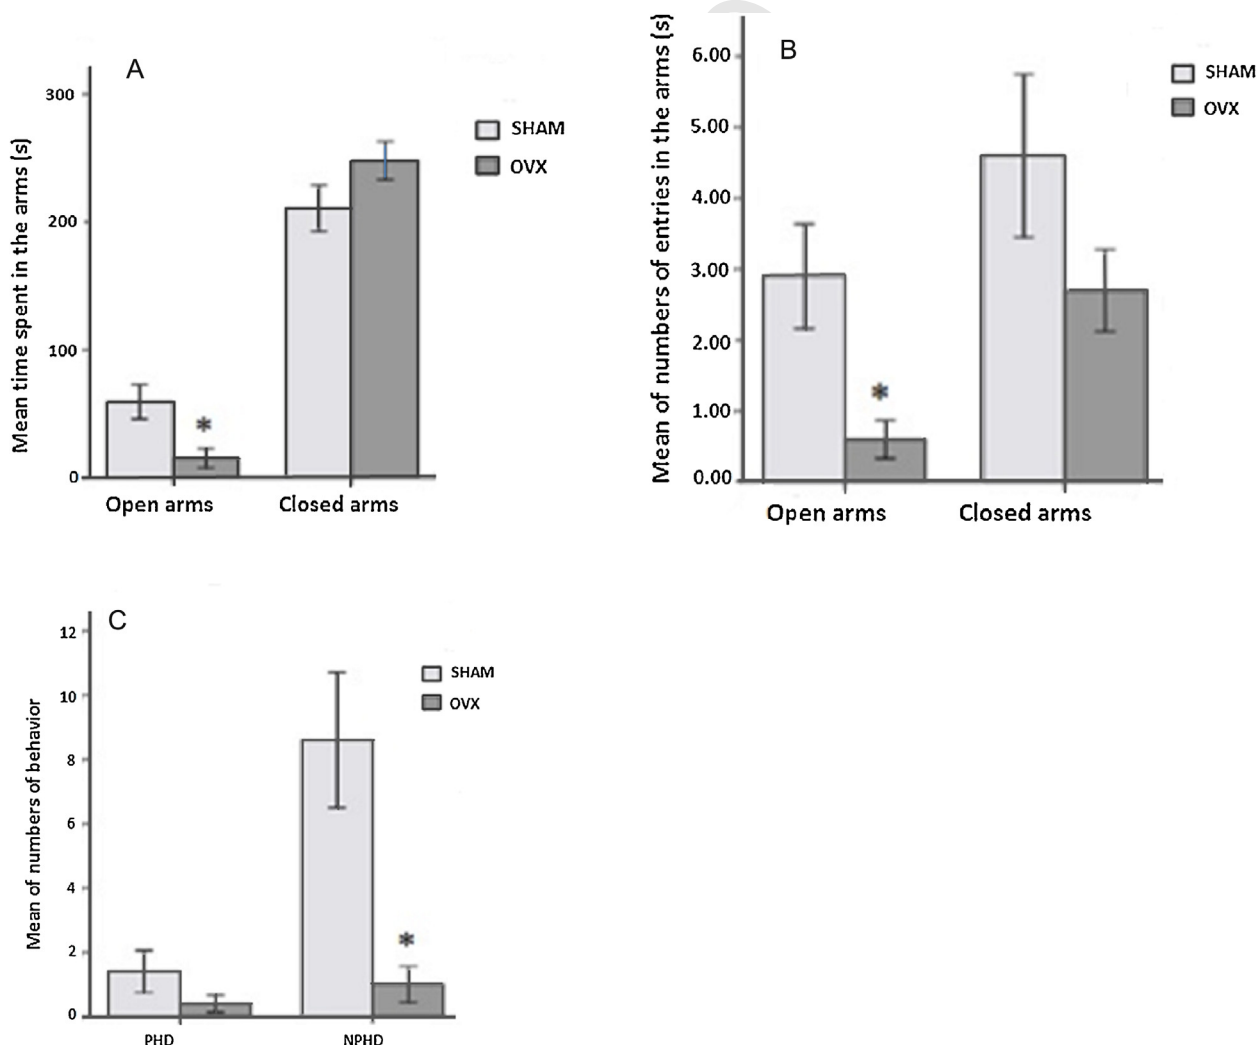 A
Mean time spent in the arms (s)
300
200
100
0
Open arms
Closed arms
SHAM
OVX
*
B
Mean of numbers of entries in the arms (s)
6.00
5.00
4.00
3.00
2.00
1.00
0.00
Open arms
Closed arms
SHAM
OVX
*
C
Mean of numbers of behavior
12
10
8
6
4
2
0
PHD
NPHD
SHAM
OVX
*